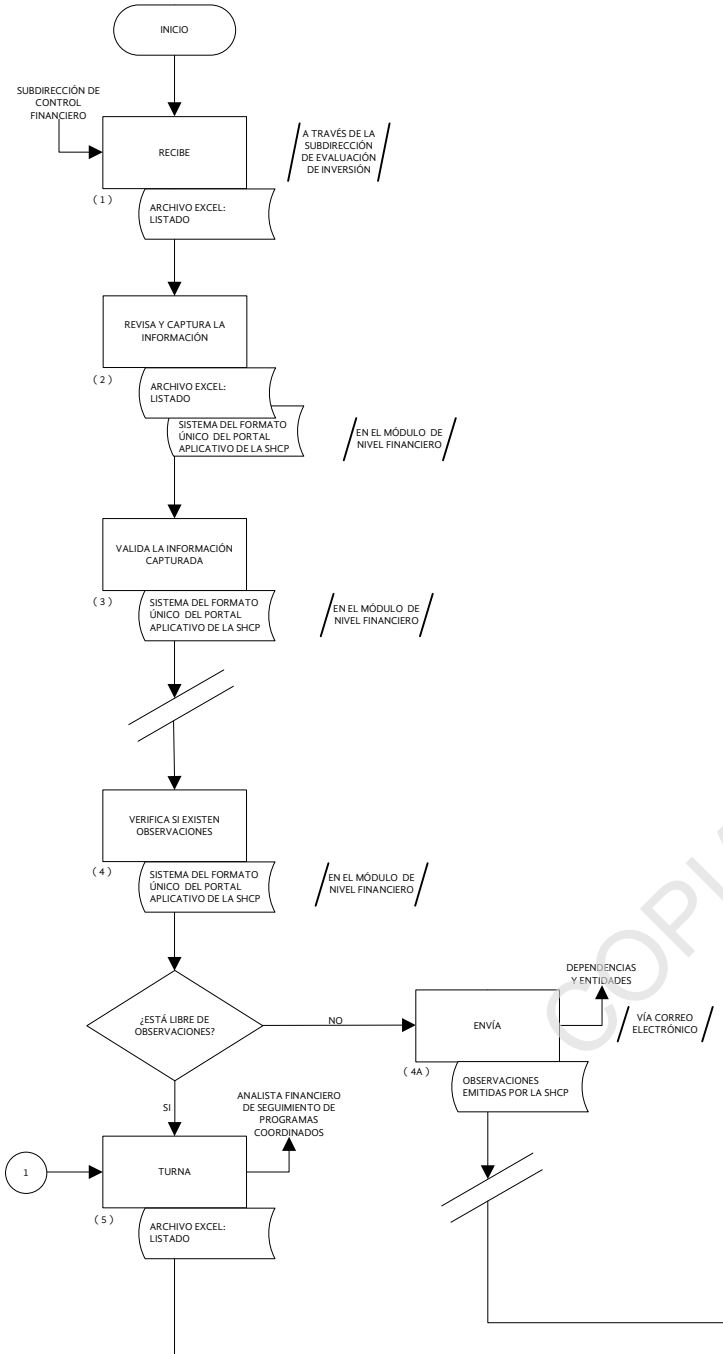 INICIO
SUBDIRECCIÓN DE
CONTROL
FINANCIERO
RECIBE
A TRAVÉS DE LA
SUBDIRECCIÓN
DE EVALUACIÓN
DE INVERSIÓN
( 1 )
ARCHIVO EXCEL:
LISTADO
REVISA Y CAPTURA LA
INFORMACIÓN
( 2 )
ARCHIVO EXCEL:
LISTADO
SISTEMA DEL FORMATO
ÚNICO DEL PORTAL
APLICATIVO DE LA SHCP
EN EL MÓDULO DE
NIVEL FINANCIERO
VALIDA LA INFORMACIÓN
CAPTURADA
( 3 )
SISTEMA DEL FORMATO
ÚNICO DEL PORTAL
APLICATIVO DE LA SHCP
EN EL MÓDULO DE
NIVEL FINANCIERO
VERIFICA SI EXISTEN
OBSERVACIONES
( 4 )
SISTEMA DEL FORMATO
ÚNICO DEL PORTAL
APLICATIVO DE LA SHCP
EN EL MÓDULO DE
NIVEL FINANCIERO
¿ESTÁ LIBRE DE
OBSERVACIONES?
NO
ENVÍA
DEPENDENCIAS
Y ENTIDADES
VÍA CORREO
ELECTRÓNICO
( 4A )
OBSERVACIONES
EMITIDAS POR LA SHCP
SI
ANALISTA FINANCIERO
DE SEGUIMIENTO DE
PROGRAMAS
COORDINADOS
1
TURNA
( 5 )
ARCHIVO EXCEL:
LISTADO